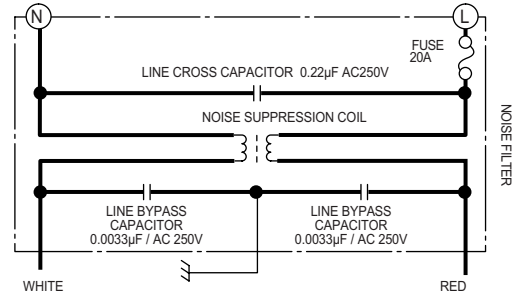 N
L
FUSE
20A
LINE CROSS CAPACITOR 0.22µF AC250V
NOISE SUPPRESSION COIL
NOISE FILTER
LINE BYPASS
CAPACITOR
0.0033µF / AC 250V
LINE BYPASS
CAPACITOR
0.0033µF / AC 250V
WHITE
RED